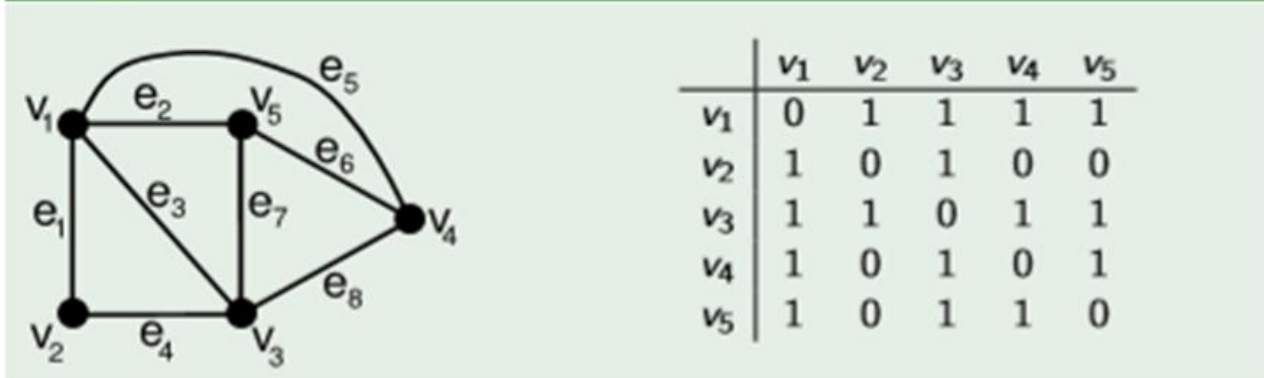 e5
e2
v1
v5
e6
e3
e1
e7
v4
e8
v2
e4
v3
v1 v2 v3 v4 v5
v1 0 1 1 1 1
v2 1 0 1 0 0
v3 1 1 0 1 1
v4 1 0 1 0 1
v5 1 0 1 1 0